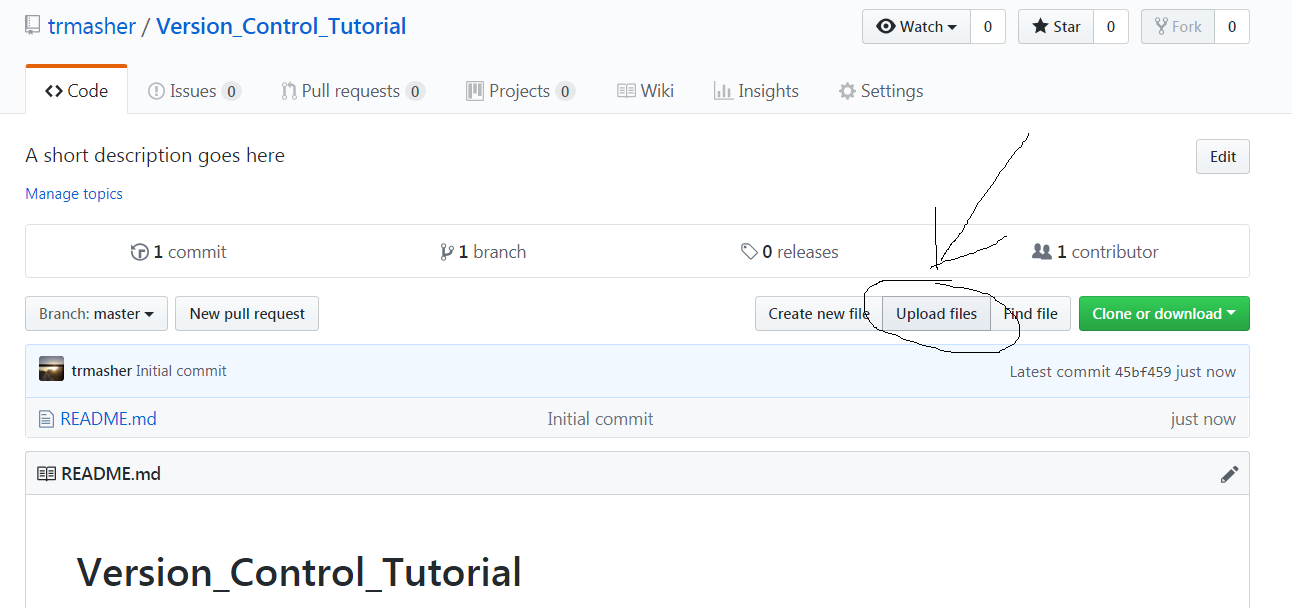 trmasher / Version_Control_Tutorial
Watch 0 Star 0 Fork 0
Code Issues 0 Pull requests 0 Projects 0 Wiki Insights Settings
A short description goes here
Edit
Manage topics
1 commit 1 branch 0 releases 1 contributor
Branch: master New pull request Create new file Upload files Find file Clone or download
trmasher Initial commit Latest commit 45bf459 just now
README.md Initial commit just now
README.md
Version_Control_Tutorial